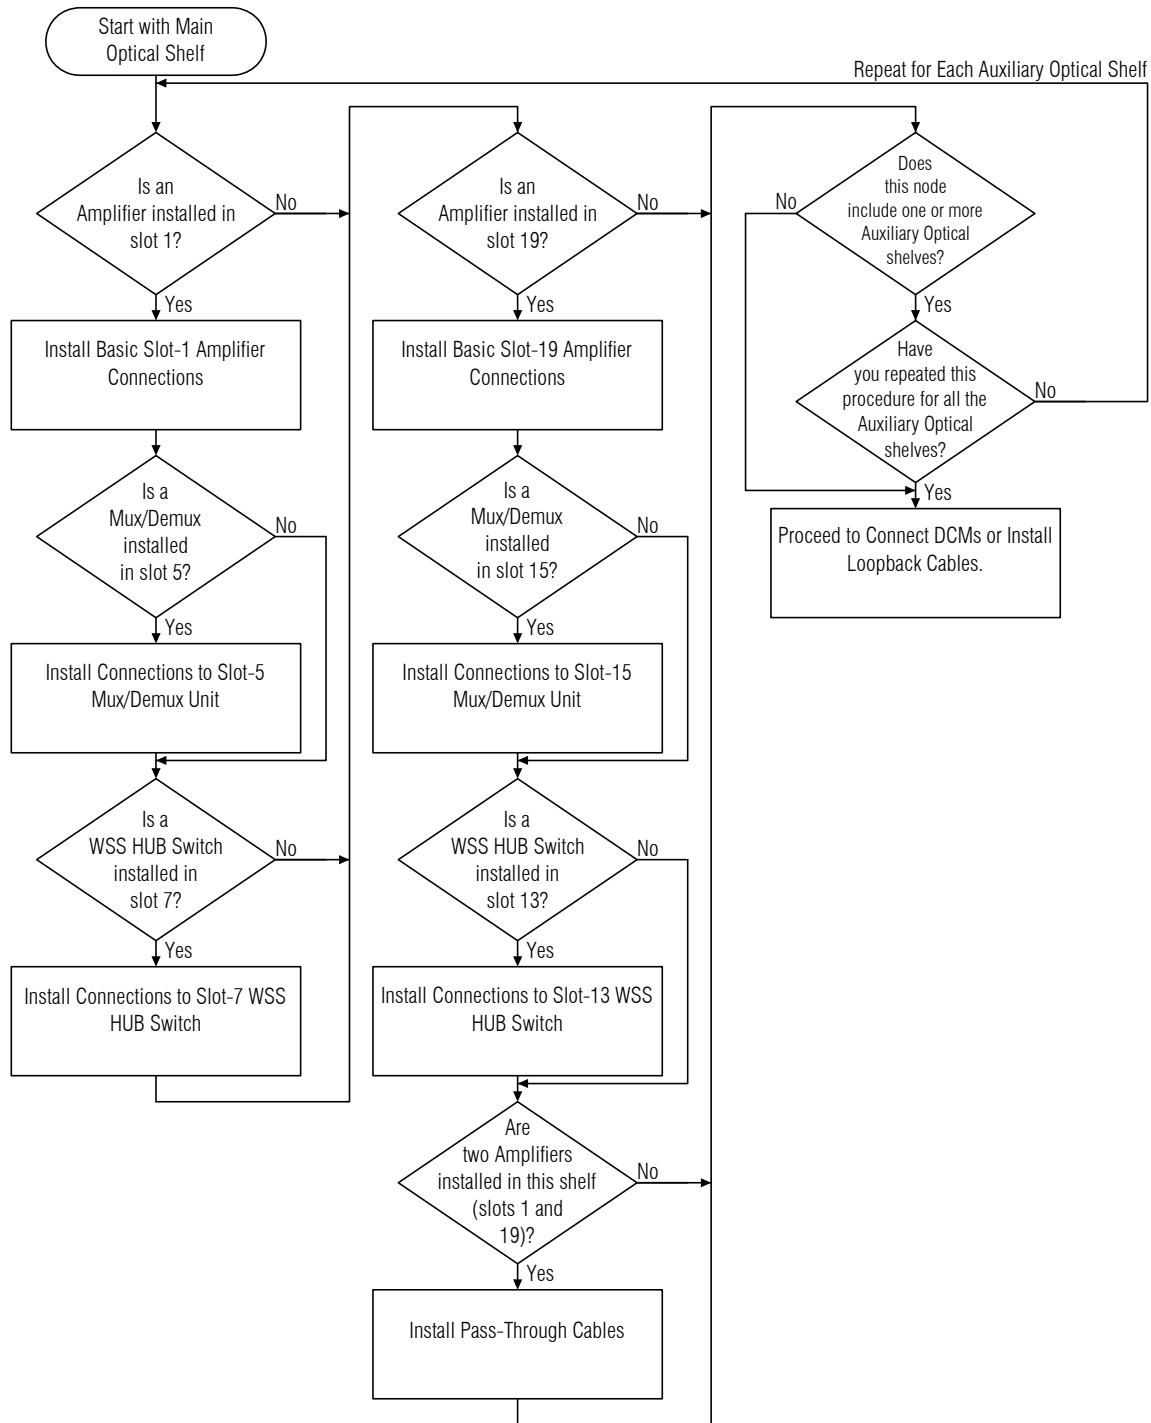 Start with Main
Optical Shelf
Repeat for Each Auxiliary Optical Shelf
Is an
Amplifier installed in
slot 1?
No
Yes
Install Basic Slot-1 Amplifier
Connections
Is a
Mux/Demux
installed
in slot 5?
No
Yes
Install Connections to Slot-5
Mux/Demux Unit
Is a
WSS HUB Switch
installed in
slot 7?
No
Yes
Install Connections to Slot-7 WSS
HUB Switch
Is an
Amplifier installed in
slot 19?
No
Yes
Install Basic Slot-19 Amplifier
Connections
Is a
Mux/Demux
installed
in slot 15?
No
Yes
Install Connections to Slot-15
Mux/Demux Unit
Is a
WSS HUB Switch
installed in
slot 13?
No
Yes
Install Connections to Slot-13 WSS
HUB Switch
Are
two Amplifiers
installed in this shelf
(slots 1 and
19)?
No
Yes
Install Pass-Through Cables
Does
this node
include one or more
Auxiliary Optical
shelves?
No
Yes
Have
you repeated this
procedure for all the
Auxiliary Optical
shelves?
No
Yes
Proceed to Connect DCMs or Install
Loopback Cables.